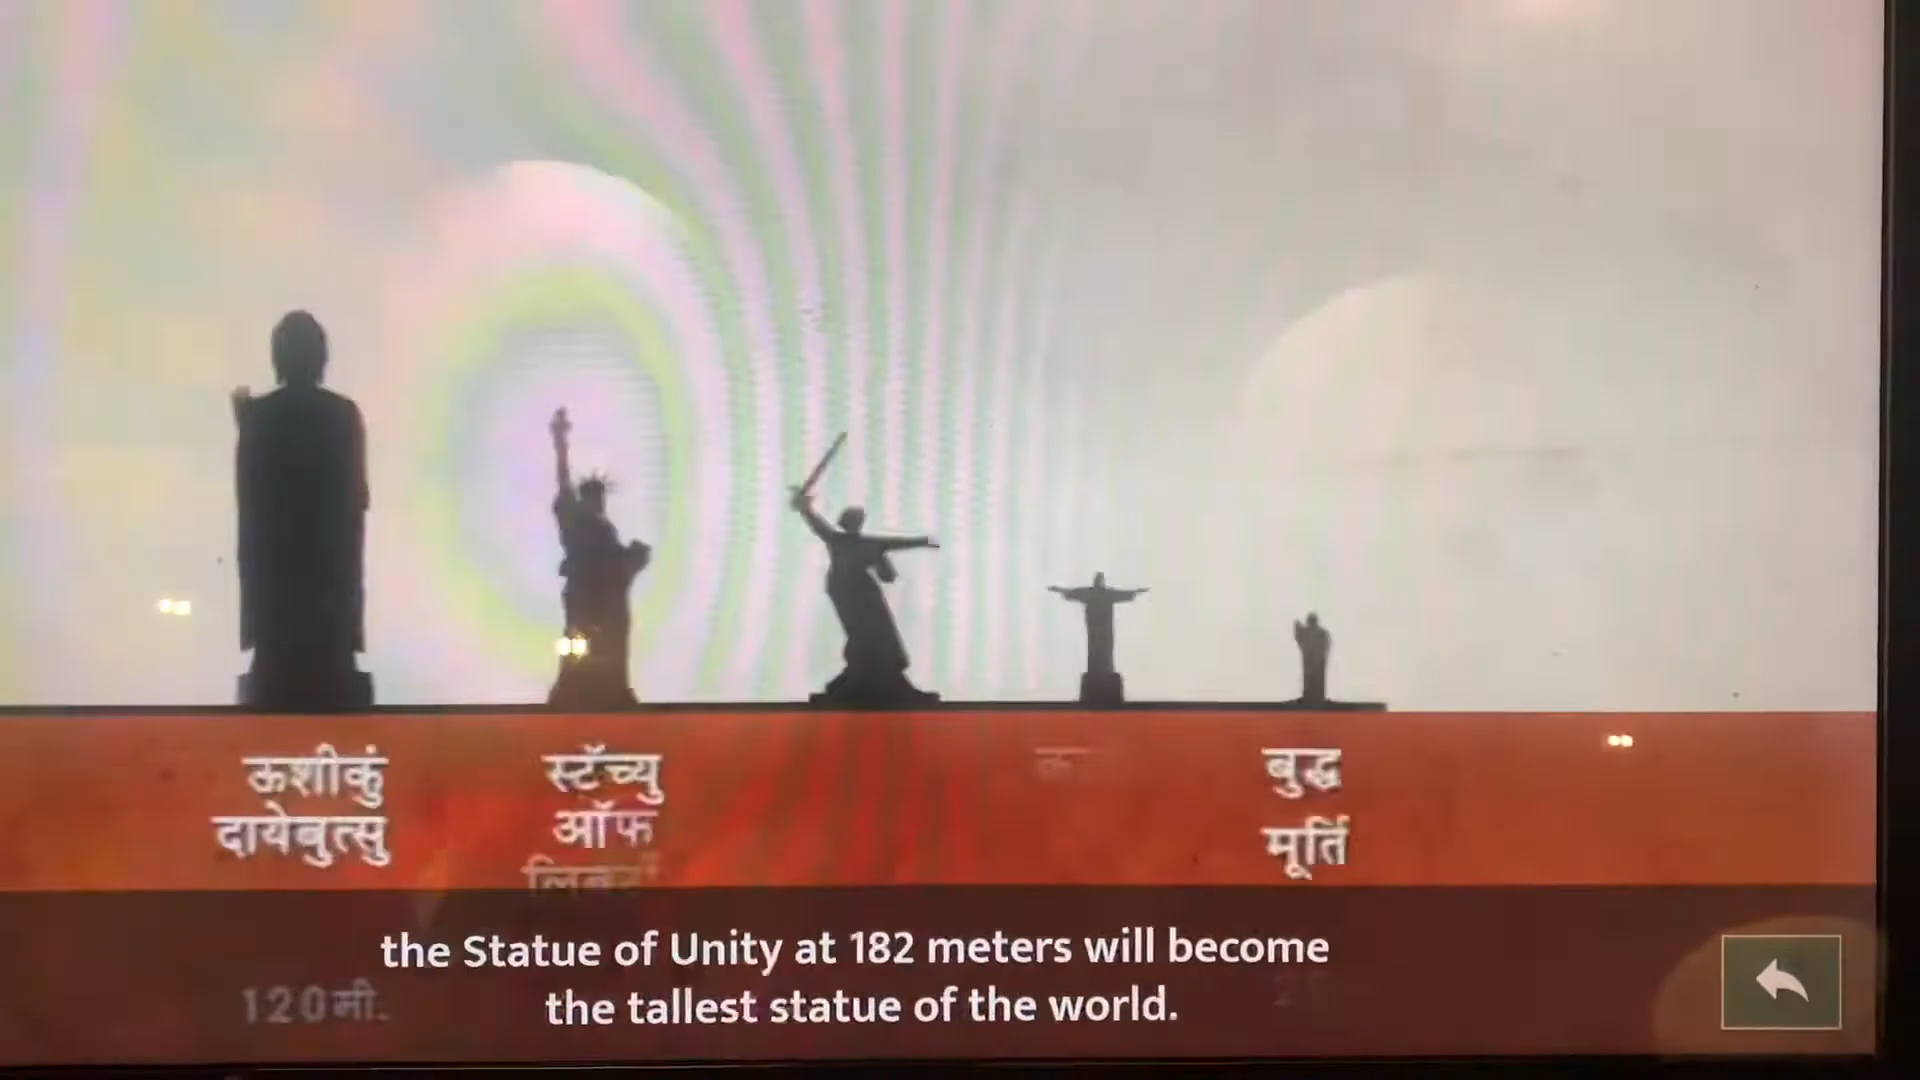 ऊशीकुं
दायेबुत्सु
स्टॅच्यु
ऑफ
बुद्ध
मूर्ति
the Statue of Unity at 182 meters will become
the tallest statue of the world.
120मी.